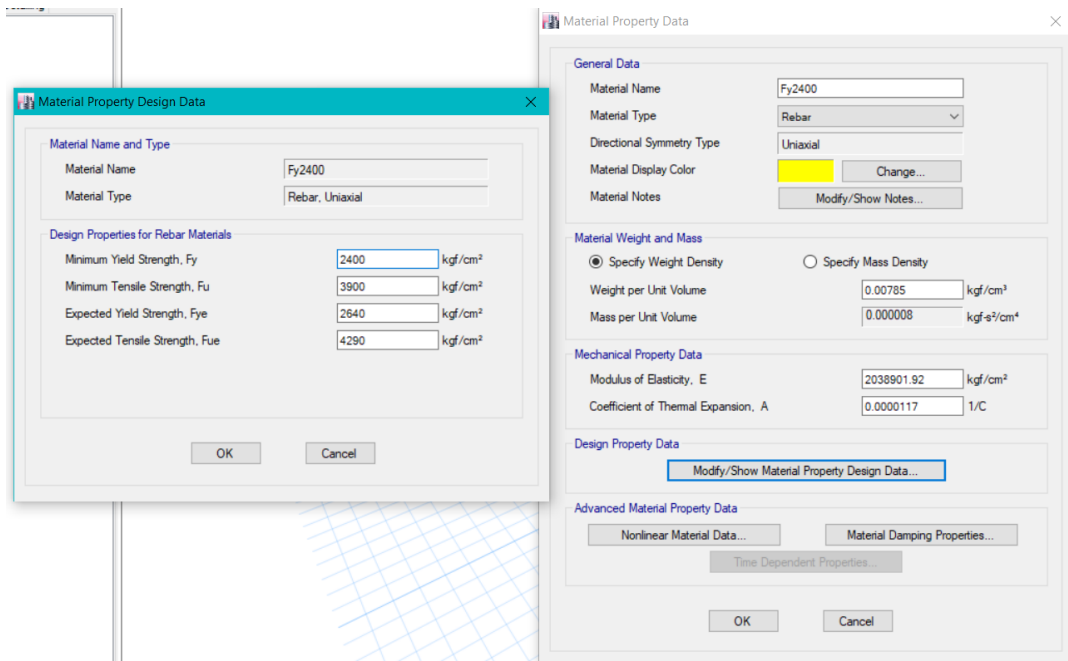 Material Property Design Data
Material Name and Type
Material Name Fy2400
Material Type Rebar, Uniaxial
Design Properties for Rebar Materials
Minimum Yield Strength, Fy 2400 kgf/cm²
Minimum Tensile Strength, Fu 3900 kgf/cm²
Expected Yield Strength, Fye 2640 kgf/cm²
Expected Tensile Strength, Fue 4290 kgf/cm²
OK Cancel
Material Property Data
General Data
Material Name Fy2400
Material Type Rebar
Directional Symmetry Type Uniaxial
Material Display Color Change...
Material Notes Modify/Show Notes...
Material Weight and Mass
Specify Weight Density Specify Mass Density
Weight per Unit Volume 0.00785 kgf/cm³
Mass per Unit Volume 0.000008 kgf-s²/cm⁴
Mechanical Property Data
Modulus of Elasticity, E 2038901.92 kgf/cm²
Coefficient of Thermal Expansion, A 0.0000117 1/C
Design Property Data
Modify/Show Material Property Design Data...
Advanced Material Property Data
Nonlinear Material Data... Material Damping Properties...
Time Dependent Properties...
OK Cancel